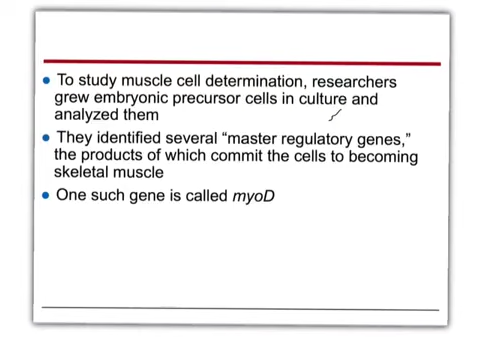 • To study muscle cell determination, researchers
grew embryonic precursor cells in culture and
analyzed them
• They identified several “master regulatory genes,”
the products of which commit the cells to becoming
skeletal muscle
• One such gene is called myoD